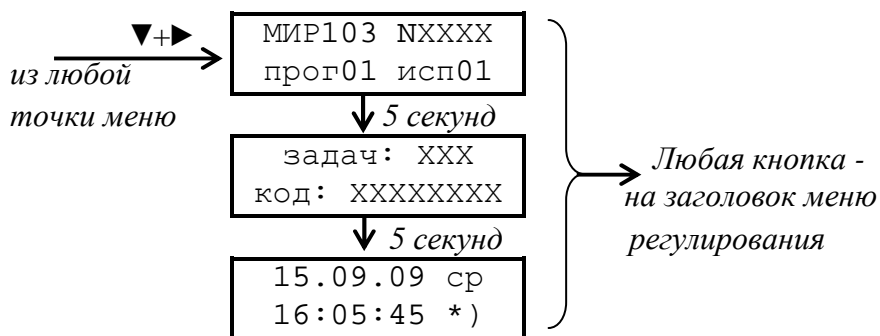 ▼+►
из любой
точки меню
МИР103 NXXXX
прог01 исп01
5 секунд
задач: XXX
код: XXXXXXXX
5 секунд
15.09.09 ср
16:05:45 *)
Любая кнопка -
на заголовок меню
регулирования